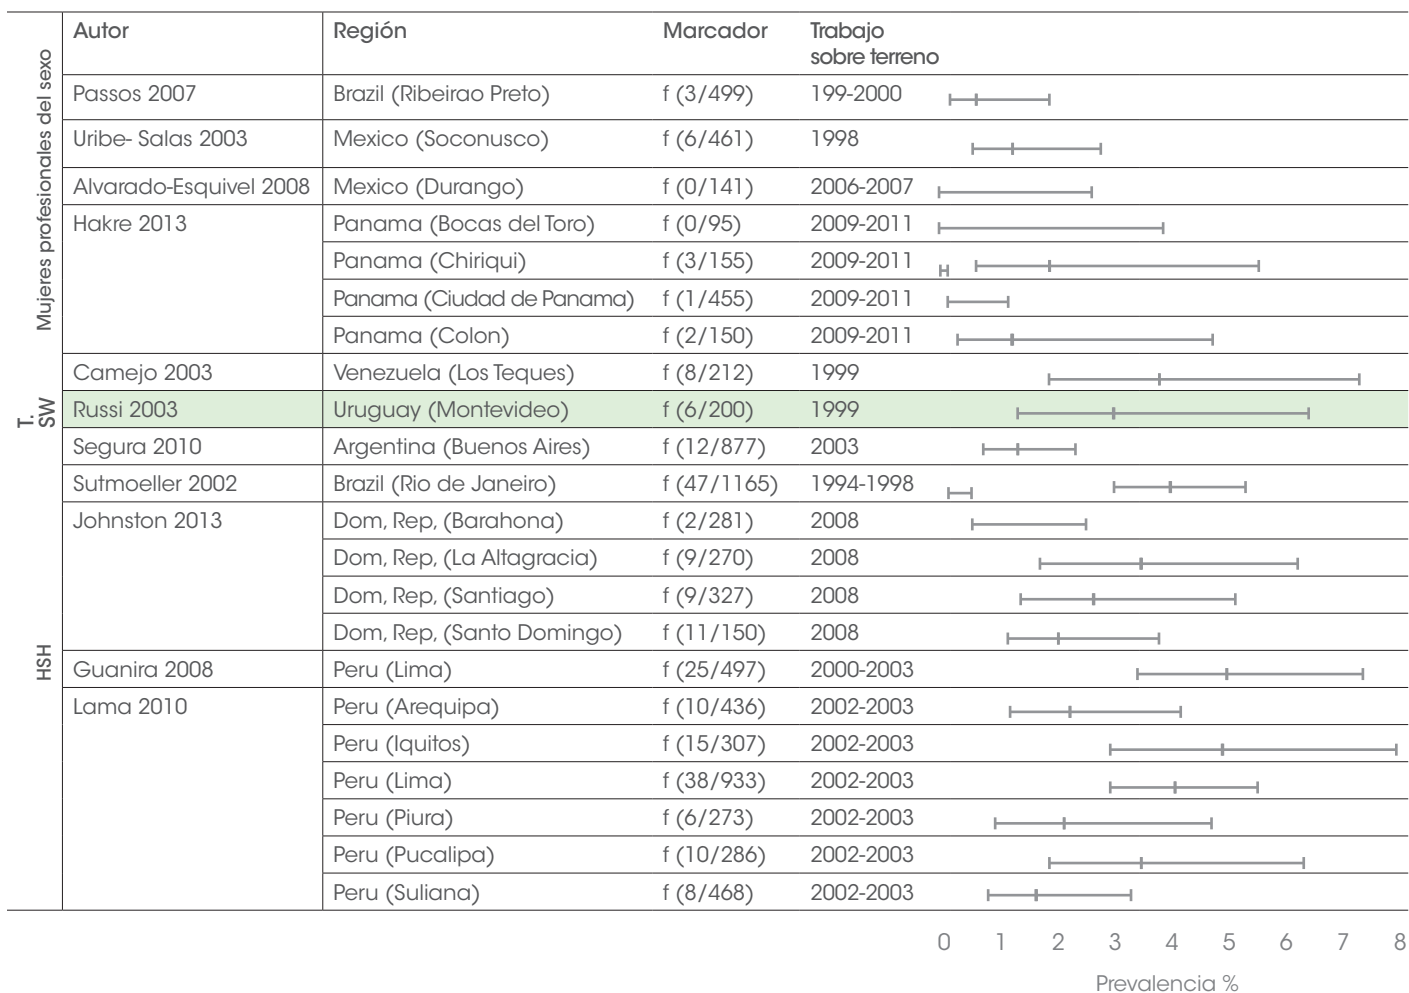 Autor Región Marcador Trabajo
sobre terreno
Mujeres profesionales del sexo
Passos 2007 Brazil (Ribeirao Preto) f (3/499) 199-2000
Uribe- Salas 2003 Mexico (Soconusco) f (6/461) 1998
Alvarado-Esquivel 2008 Mexico (Durango) f (0/141) 2006-2007
Hakre 2013 Panama (Bocas del Toro) f (0/95) 2009-2011
Panama (Chiriqui) f (3/155) 2009-2011
Panama (Ciudad de Panama) f (1/455) 2009-2011
Panama (Colon) f (2/150) 2009-2011
Camejo 2003 Venezuela (Los Teques) f (8/212) 1999
T.
SW
Russi 2003 Uruguay (Montevideo) f (6/200) 1999
Segura 2010 Argentina (Buenos Aires) f (12/877) 2003
Sutmoeller 2002 Brazil (Rio de Janeiro) f (47/1165) 1994-1998
Johnston 2013 Dom, Rep, (Barahona) f (2/281) 2008
Dom, Rep, (La Altagracia) f (9/270) 2008
Dom, Rep, (Santiago) f (9/327) 2008
Dom, Rep, (Santo Domingo) f (11/150) 2008
HSH
Guanira 2008 Peru (Lima) f (25/497) 2000-2003
Lama 2010 Peru (Arequipa) f (10/436) 2002-2003
Peru (Iquitos) f (15/307) 2002-2003
Peru (Lima) f (38/933) 2002-2003
Peru (Piura) f (6/273) 2002-2003
Peru (Pucalipa) f (10/286) 2002-2003
Peru (Suliana) f (8/468) 2002-2003
0 1 2 3 4 5 6 7 8
Prevalencia %